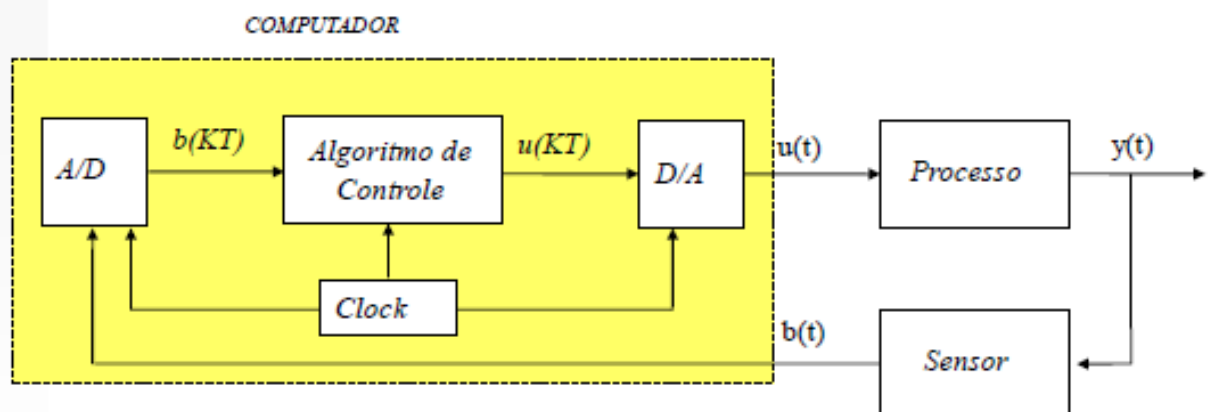 COMPUTADOR
A/D
b(KT)
Algoritmo de
Controle
u(KT)
D/A
u(t)
Processo
y(t)
Clock
b(t)
Sensor